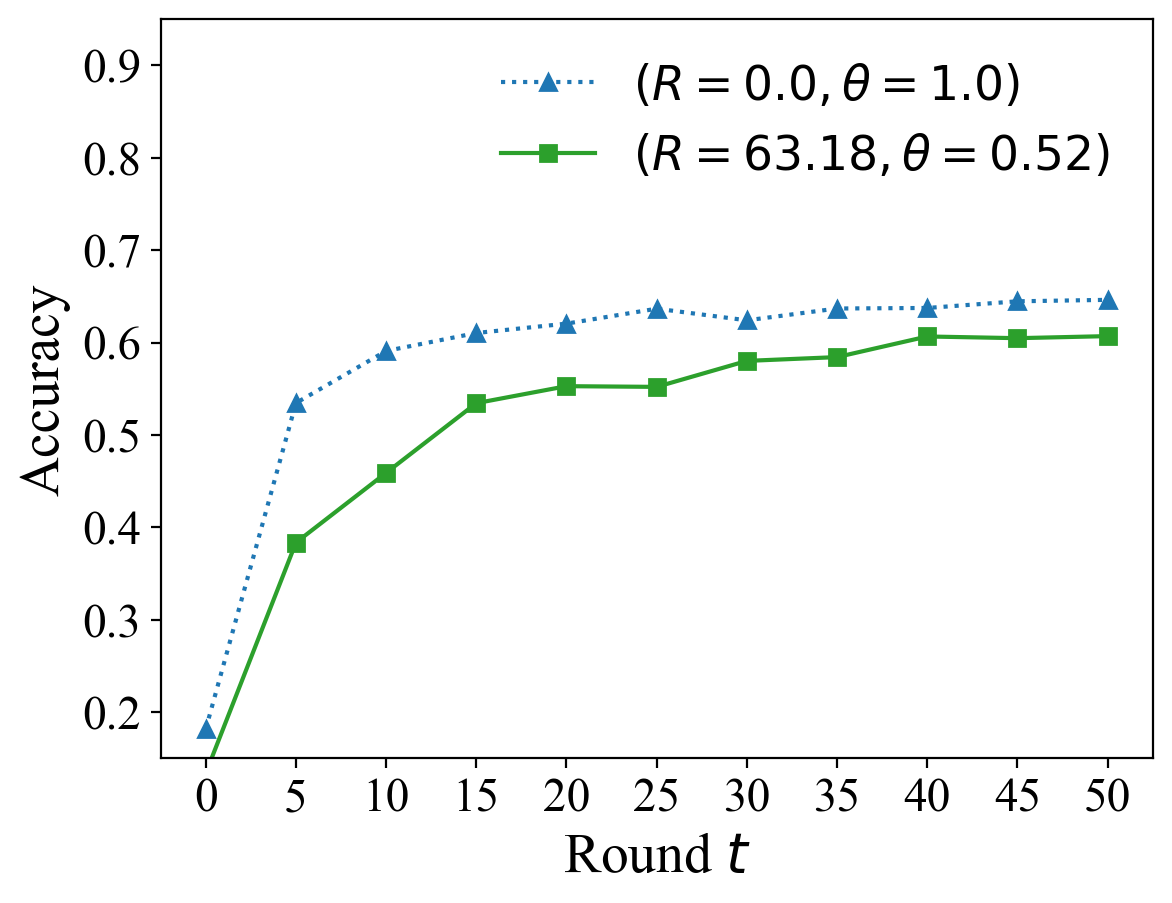 (R = 0.0, θ = 1.0)
(R = 63.18, θ = 0.52)
Accuracy
0.9
0.8
0.7
0.6
0.5
0.4
0.3
0.2
0 5 10 15 20 25 30 35 40 45 50
Round t